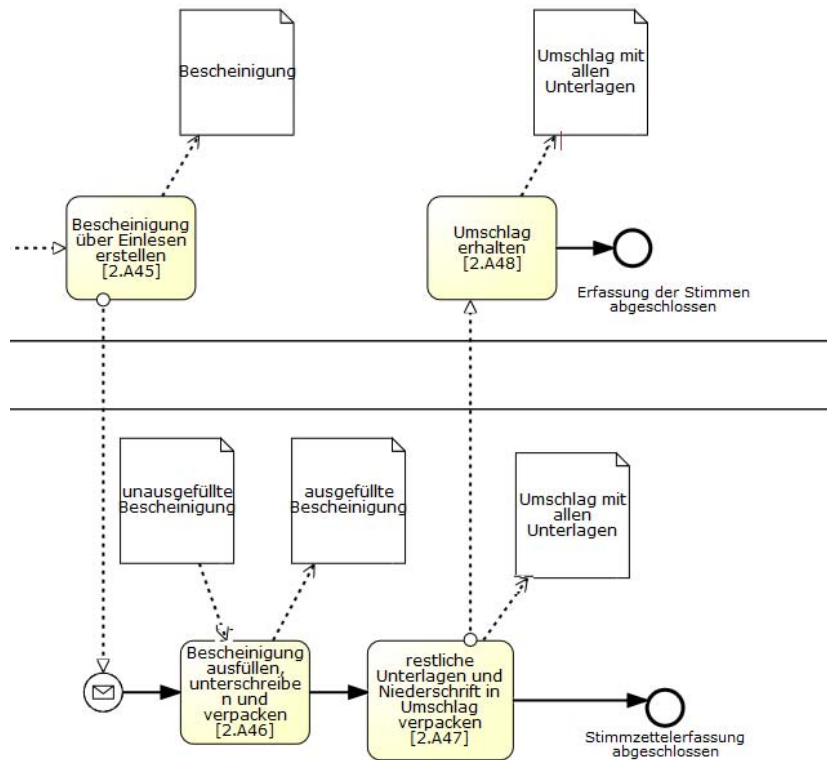 Bescheinigung
Umschlag mit
allen
Unterlagen
Bescheinigung
über Einlesen
erstellen
[2.A45]
Umschlag
erhalten
[2.A48]
Erfassung der Stimmen
abgeschlossen
unausgefüllte
Bescheinigung
ausgefüllte
Bescheinigung
Umschlag mit
allen
Unterlagen
Bescheinigung
ausfüllen,
unterschreibe
n und
verpacken
[2.A46]
restliche
Unterlagen und
Niederschrift in
Umschlag
verpacken
[2.A47]
Stimmzettelerfassung
abgeschlossen